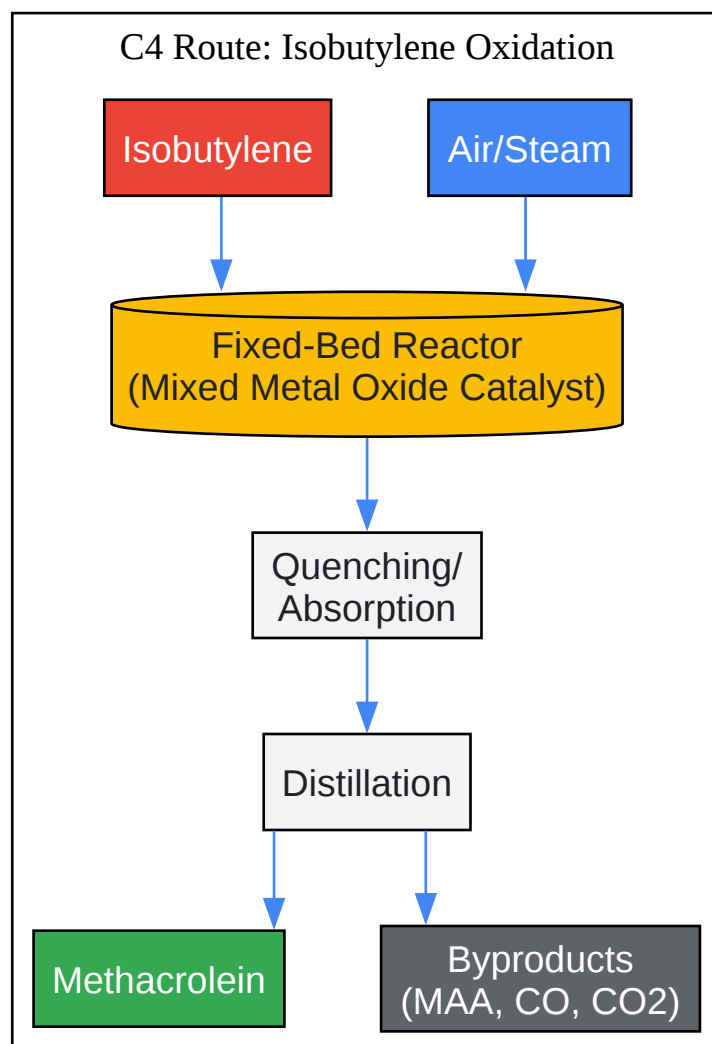 C4 Route: Isobutylene Oxidation
Isobutylene
Air/Steam
Fixed-Bed Reactor
(Mixed Metal Oxide Catalyst)
Quenching/
Absorption
Distillation
Methacrolein
Byproducts
(MAA, CO, CO2)